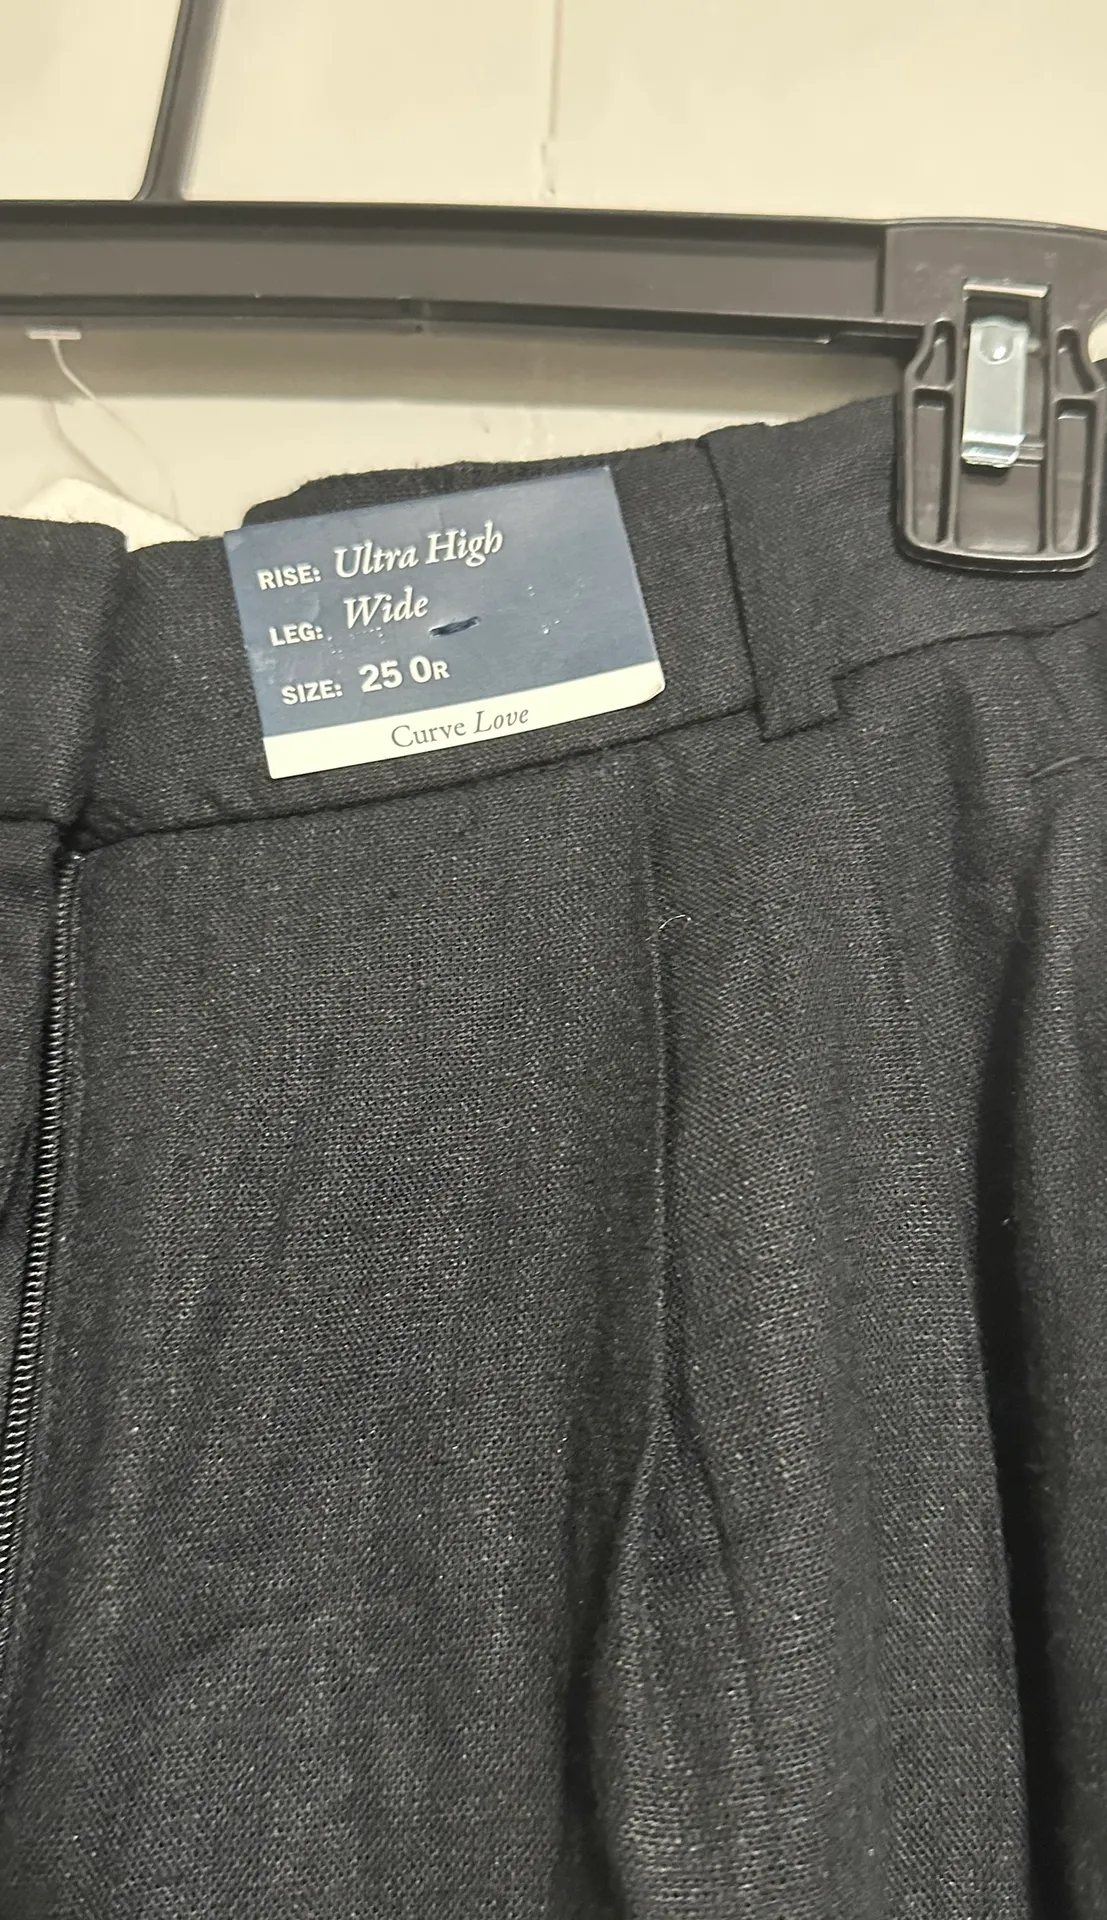 RISE: Ultra High
LEG: Wide
SIZE: 25 0R
Curve Love